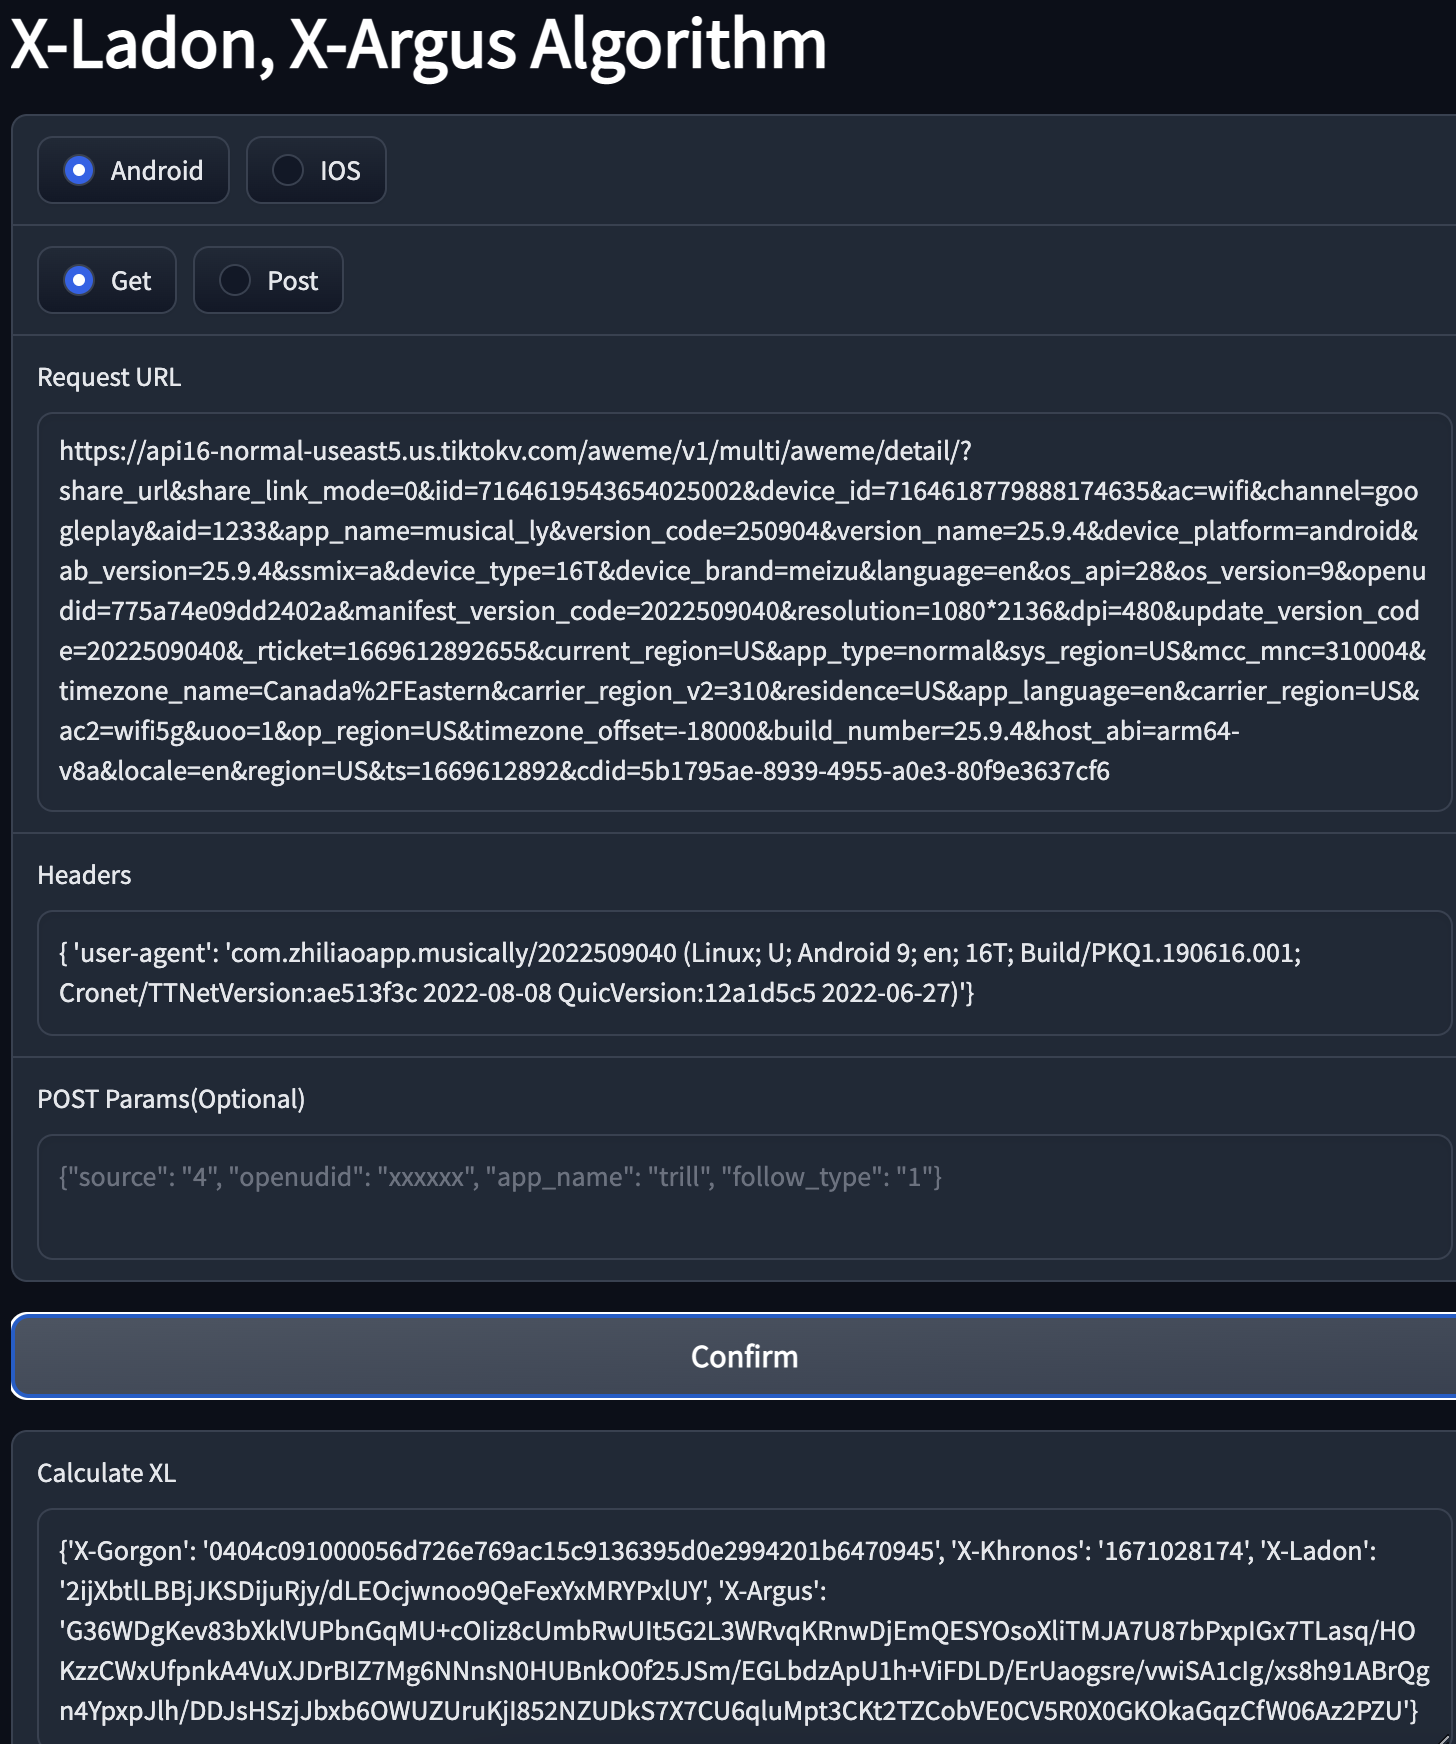 X-Ladon, X-Argus Algorithm
Android
IOS
Get
Post
Request URL
https://api16-normal-useast5.us.tiktokv.com/aweme/v1/multi/aweme/detail/?
share_url&share_link_mode=0&iid=7164619543654025002&device_id=7164618779888174635&ac=wifi&channel=goo
gleplay&aid=1233&app_name=musical_ly&version_code=250904&version_name=25.9.4&device_platform=android&
ab_version=25.9.4&ssmix=a&device_type=16T&device_brand=meizu&language=en&os_api=28&os_version=9&openu
did=775a74e09dd2402a&manifest_version_code=2022509040&resolution=1080*2136&dpi=480&update_version_cod
e=2022509040&_rticket=1669612892655&current_region=US&app_type=normal&sys_region=US&mcc_mnc=310004&
timezone_name=Canada%2FEastern&carrier_region_v2=310&residence=US&app_language=en&carrier_region=US&
ac2=wifi5g&uoo=1&op_region=US&timezone_offset=-18000&build_number=25.9.4&host_abi=arm64-
v8a&locale=en&region=US&ts=1669612892&cdid=5b1795ae-8939-4955-a0e3-80f9e3637cf6
Headers
{ 'user-agent': 'com.zhiliaoapp.musically/2022509040 (Linux; U; Android 9; en; 16T; Build/PKQ1.190616.001;
Cronet/TTNetVersion:ae513f3c 2022-08-08 QuicVersion:12a1d5c5 2022-06-27)'}
POST Params(Optional)
{"source": "4", "openudid": "xxxxxx", "app_name": "trill", "follow_type": "1"}
Confirm
Calculate XL
{'X-Gorgon': '0404c091000056d726e769ac15c9136395d0e2994201b6470945', 'X-Khronos': '1671028174', 'X-Ladon':
'2ijXbtlLBBjJKSDijuRjy/dLEOcjwnoo9QeFexYxMRYPxlUY', 'X-Argus':
'G36WDgKev83bXklVUPbnGqMU+cOIiz8cUmbRwUIt5G2L3WRvqKRnwDjEmQESYOsoXliTMJA7U87bPxpIGx7TLasq/HO
KzzCWxUfpnkA4VuXJDrBIZ7Mg6NNnsN0HUBnkO0f25JSm/EGLbdzApU1h+ViFDLD/ErUaogsre/vwiSA1cIg/xs8h91ABrQg
n4YpxpJlh/DDJsHSzjJbxb6OWUZUruKjI852NZUDkS7X7CU6qluMpt3CKt2TZCobVE0CV5R0X0GKOkaGqzCfW06Az2PZU'}